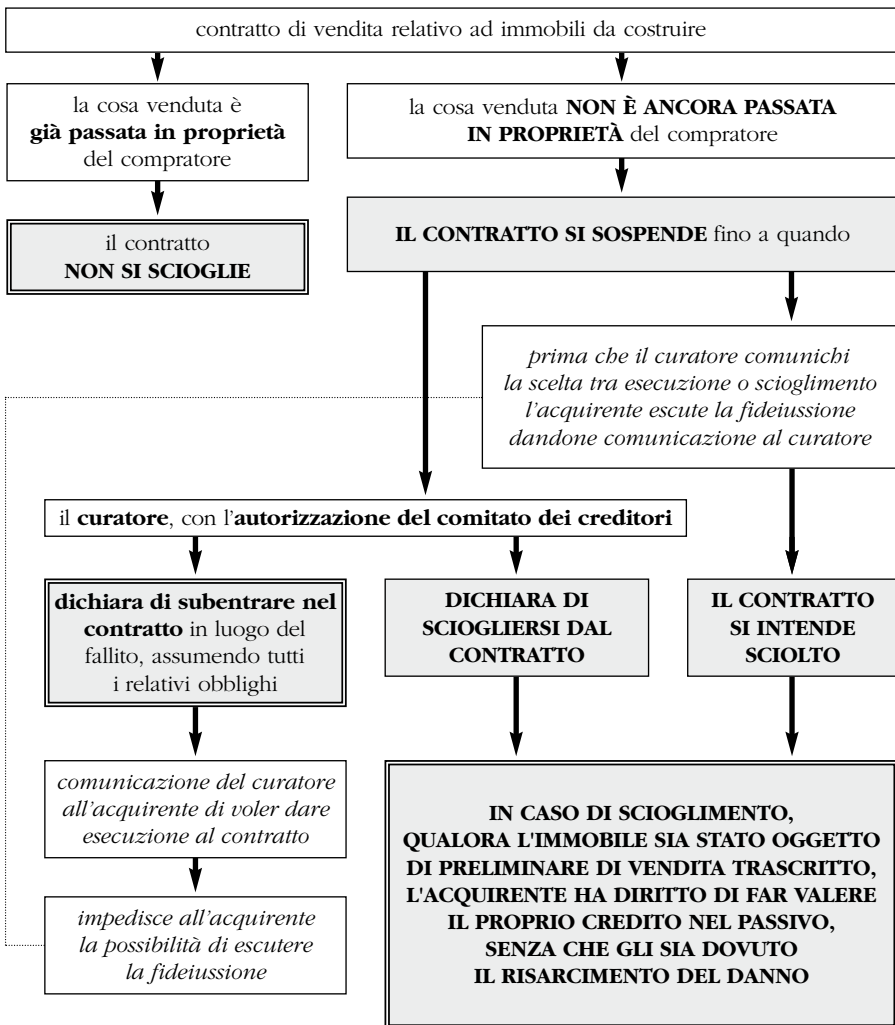 contratto di vendita relativo ad immobili da costruire
la cosa venduta è
già passata in proprietà
del compratore
la cosa venduta NON È ANCORA PASSATA
IN PROPRIETÀ del compratore
il contratto
NON SI SCIOGLIE
IL CONTRATTO SI SOSPENDE fino a quando
prima che il curatore comunichi
la scelta tra esecuzione o scioglimento
l'acquirente escute la fideiussione
dandone comunicazione al curatore
il curatore, con l'autorizzazione del comitato dei creditori
dichiara di subentrare nel
contratto in luogo del
fallito, assumendo tutti
i relativi obblighi
DICHIARA DI
SCIOGLIERSI DAL
CONTRATTO
IL CONTRATTO
SI INTENDE
SCIOLTO
comunicazione del curatore
all'acquirente di voler dare
esecuzione al contratto
impedisce all'acquirente
la possibilità di escutere
la fideiussione
IN CASO DI SCIOGLIMENTO,
QUALORA L'IMMOBILE SIA STATO OGGETTO
DI PRELIMINARE DI VENDITA TRASCRITTO,
L'ACQUIRENTE HA DIRITTO DI FAR VALERE
IL PROPRIO CREDITO NEL PASSIVO,
SENZA CHE GLI SIA DOVUTO
IL RISARCIMENTO DEL DANNO